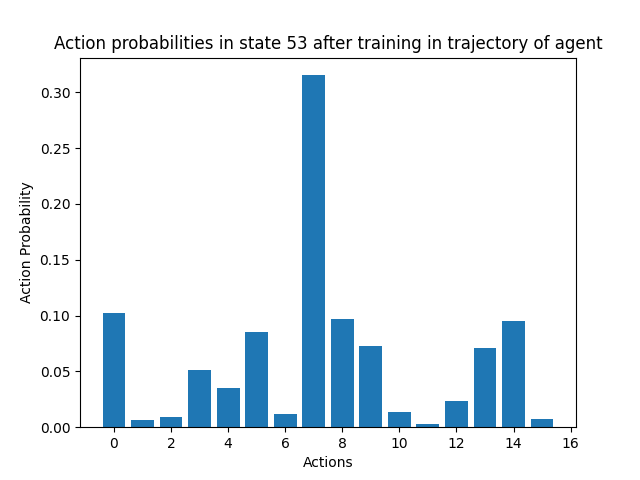 Action probabilities in state 53 after training in trajectory of agent
0.30
0.25
0.20
0.15
0.10
0.05
0.00
Action Probability
0 2 4 6 8 10 12 14 16
Actions